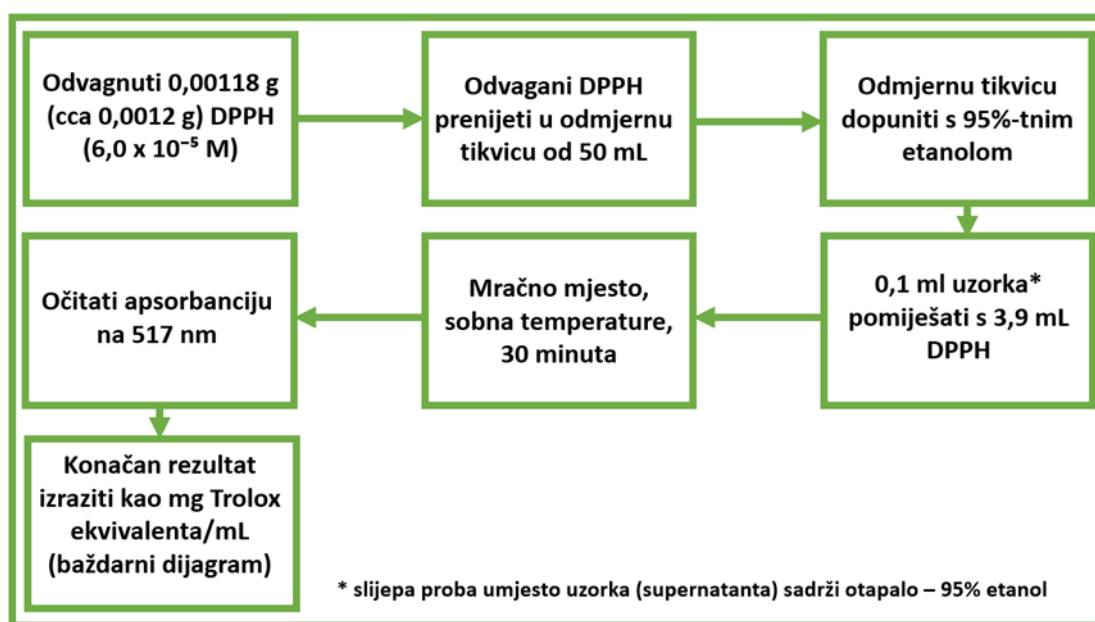 Odvagnuti 0,00118 g
(cca 0,0012 g) DPPH
(6,0 x 10⁻⁵ M)
Odvagani DPPH
prenijeti u odmjernu
tikvicu od 50 mL
Odmjernu tikvicu
dopuniti s 95%-tnim
etanolom
0,1 ml uzorka*
pomiješati s 3,9 mL
DPPH
Mračno mjesto,
sobna temperature,
30 minuta
Očitati apsorbanciju
na 517 nm
Konačan rezultat
izraziti kao mg Trolox
ekvivalenta/mL
(baždarni dijagram)
* slijepa proba umjesto uzorka (supernatanta) sadrži otapalo – 95% etanol